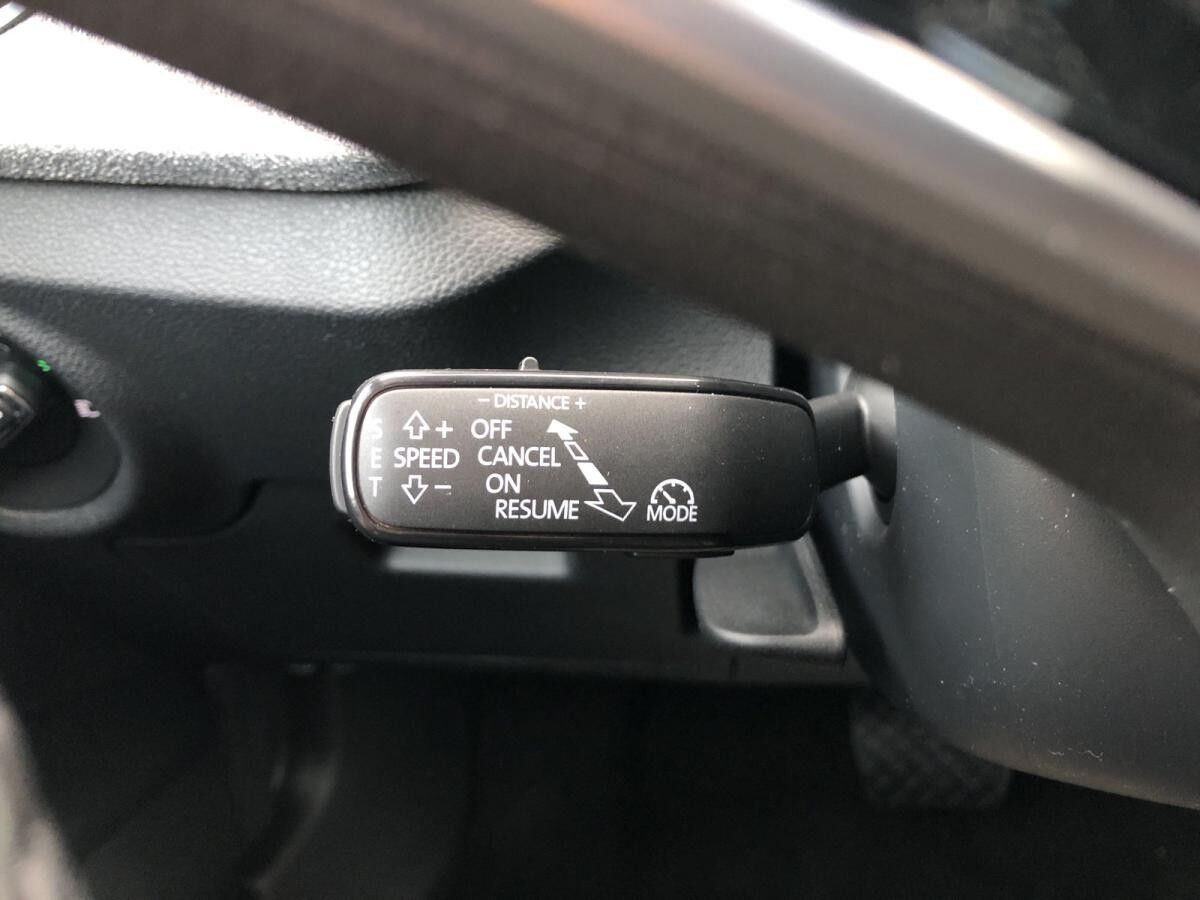 - DISTANCE +
S + OFF
E SPEED CANCEL
T - ON
RESUME
MODE